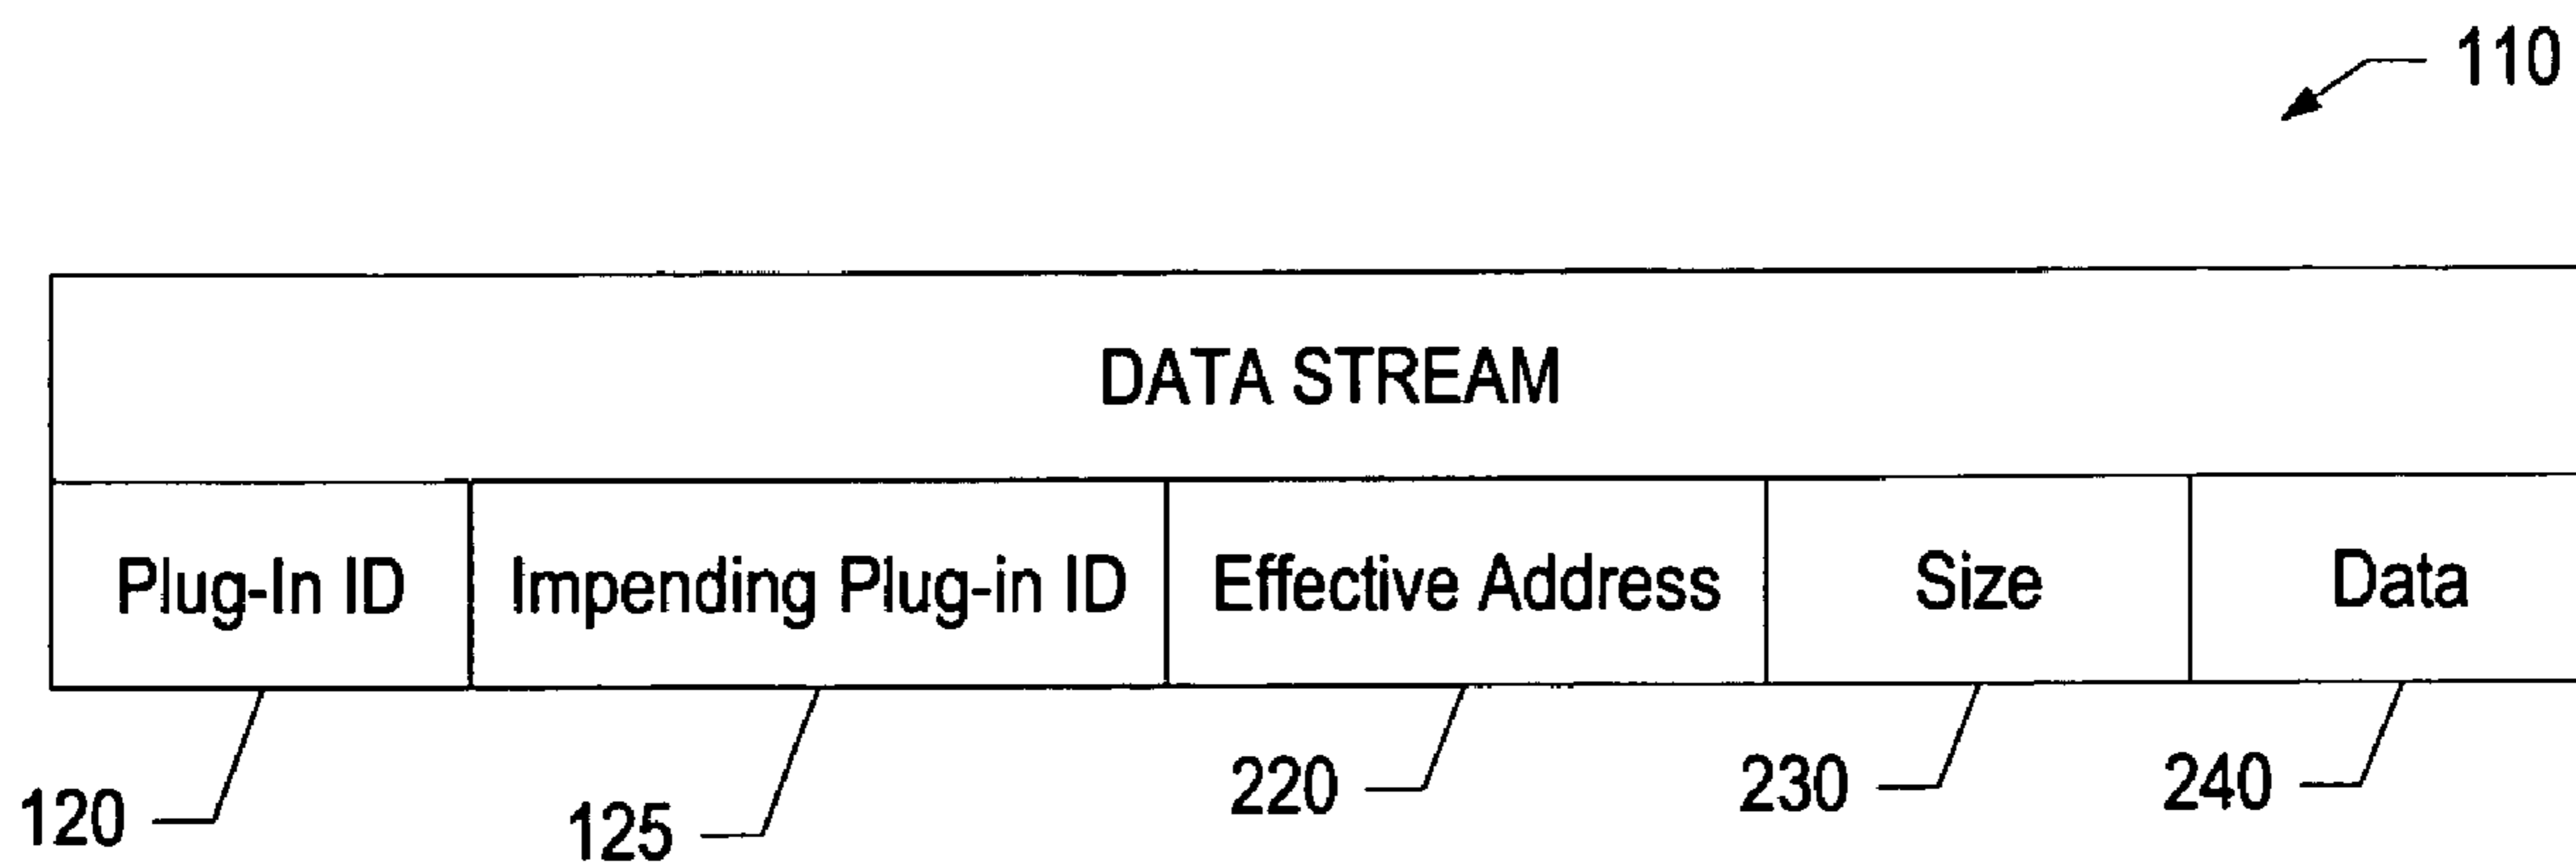 110
DATA STREAM
Plug-In ID Impending Plug-in ID Effective Address Size Data
120 125 220 230 240